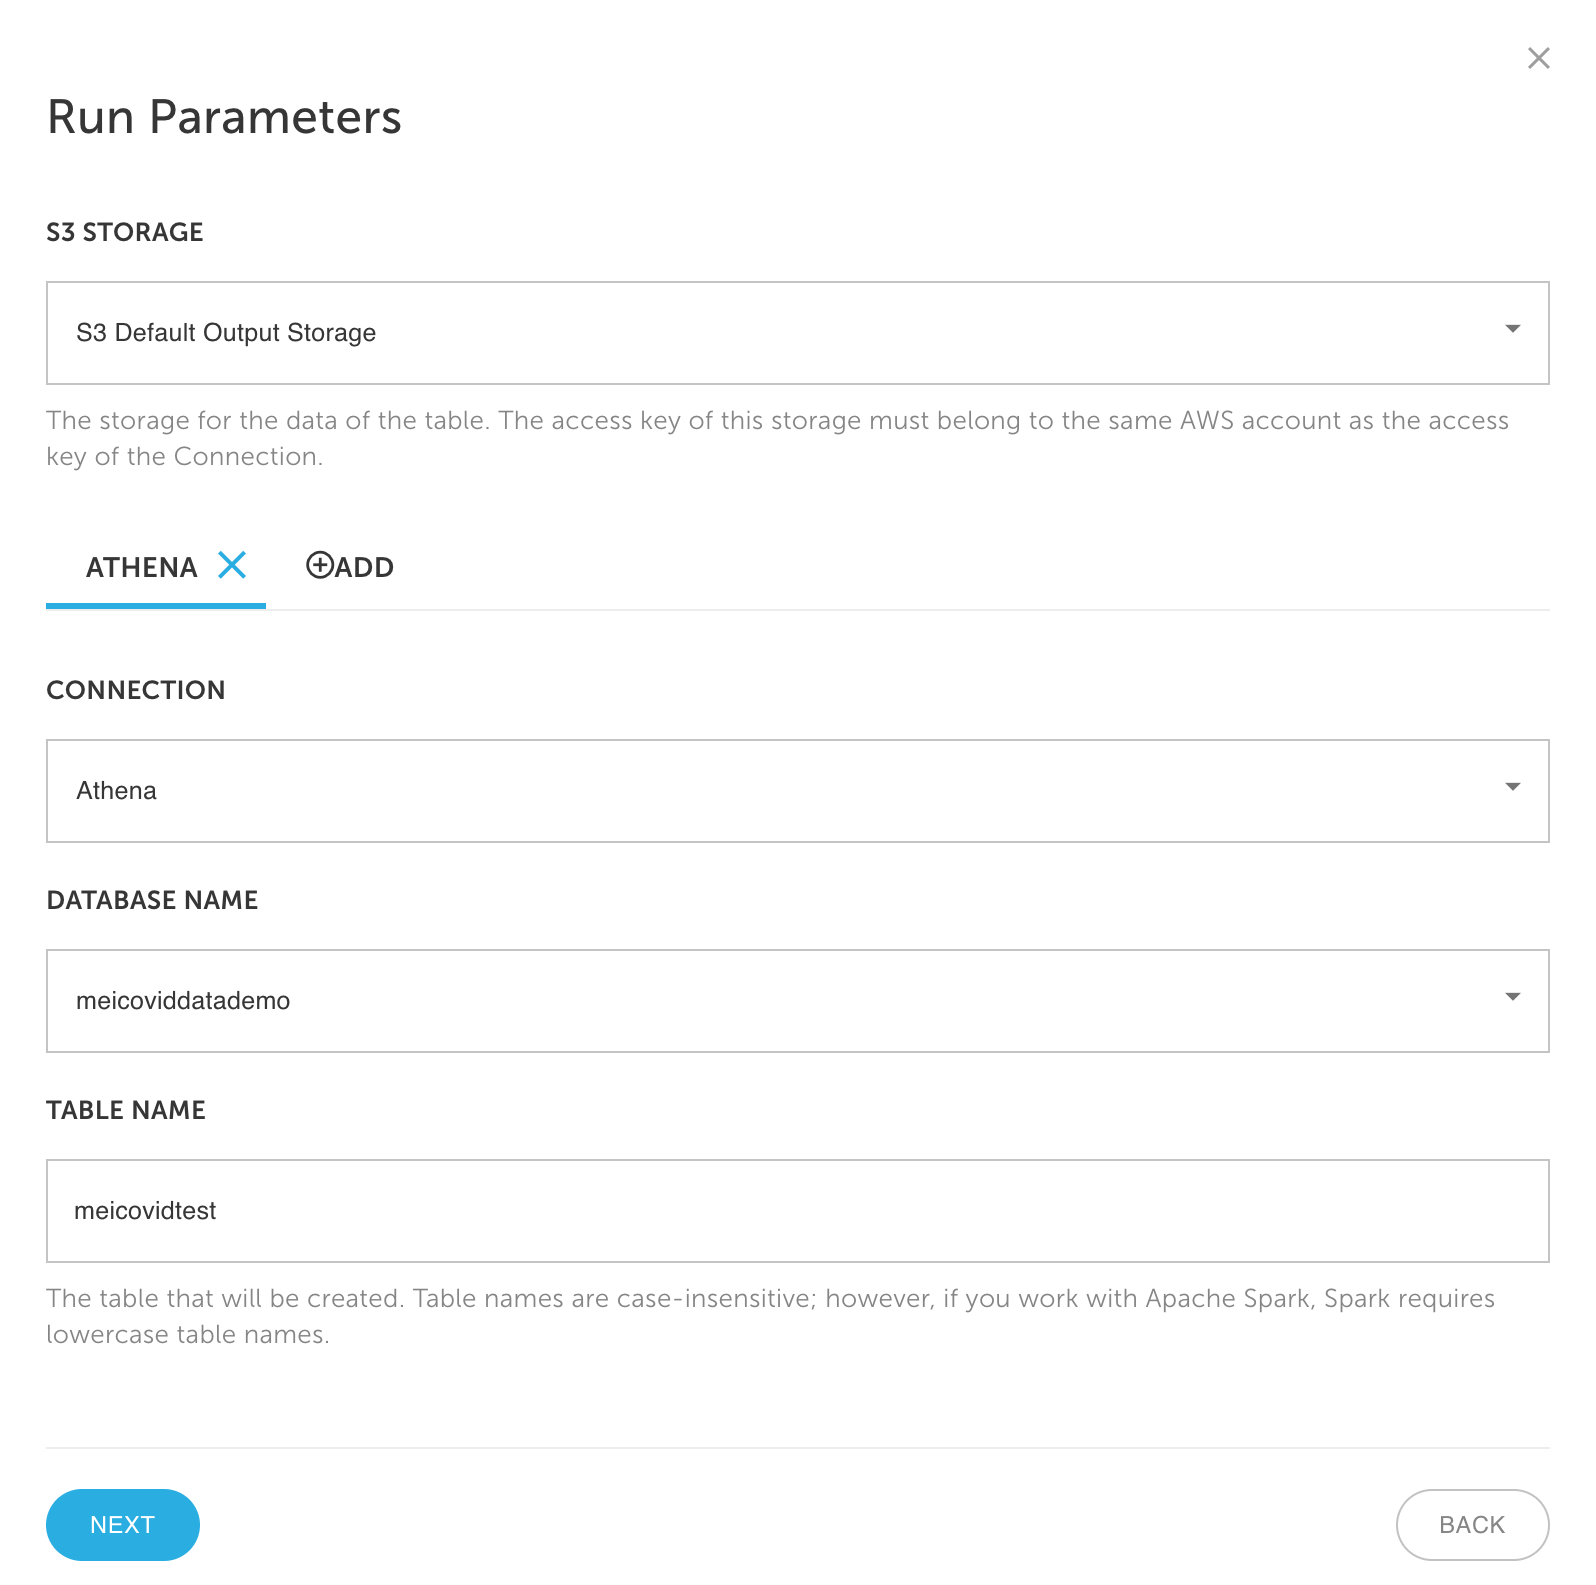 Run Parameters
S3 STORAGE
S3 Default Output Storage
The storage for the data of the table. The access key of this storage must belong to the same AWS account as the access
key of the Connection.
ATHENA ADD
CONNECTION
Athena
DATABASE NAME
meicoviddatademo
TABLE NAME
meicovidtest
The table that will be created. Table names are case-insensitive; however, if you work with Apache Spark, Spark requires
lowercase table names.
NEXT BACK